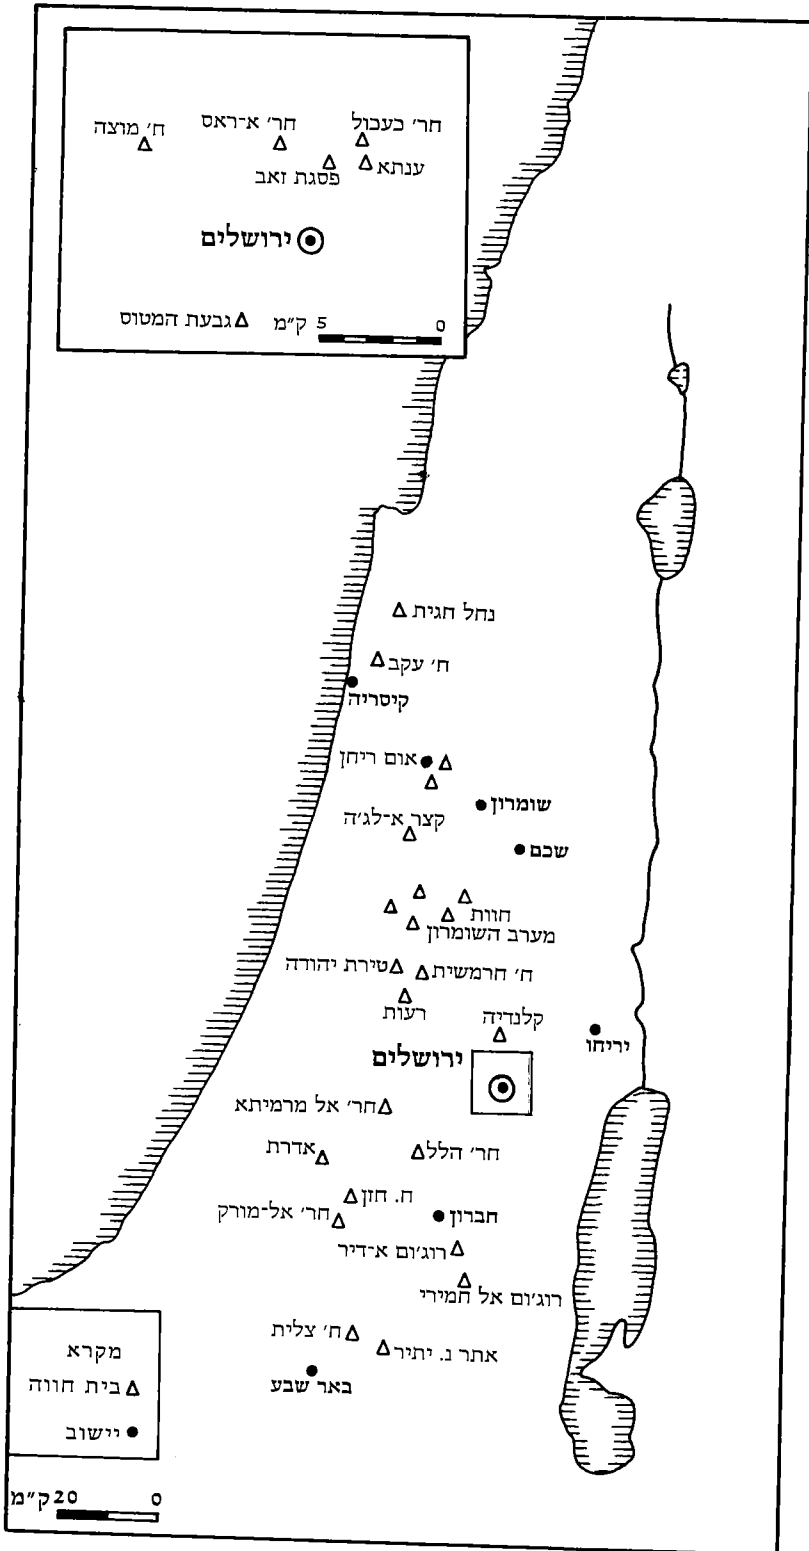 חר׳ כעכול
חר׳ א־ראס
ח׳ מוצה
ענתא
פסגת זאב
ירושלים
גבעת המטוס
0 5 ק״מ
נחל חגית
ח׳ עקב
קיסריה
אום ריחן
שומרון
קצר א־לג׳ה
שכם
חוות
מערב השומרון
טירת יהודה
ח׳ חרמשית
רעות
קלנדיה
יריחו
ירושלים
חר׳ אל מרמיתא
חר׳ הלל
אדרת
ח. חזן
חברון
חר׳ אל־מורק
רוג׳ום א־דיר
רוג׳ום אל חמירי
ח׳ צלית
אתר נ. יתיר
באר שבע
מקרא
בית חווה
יישוב
0 20 ק״מ